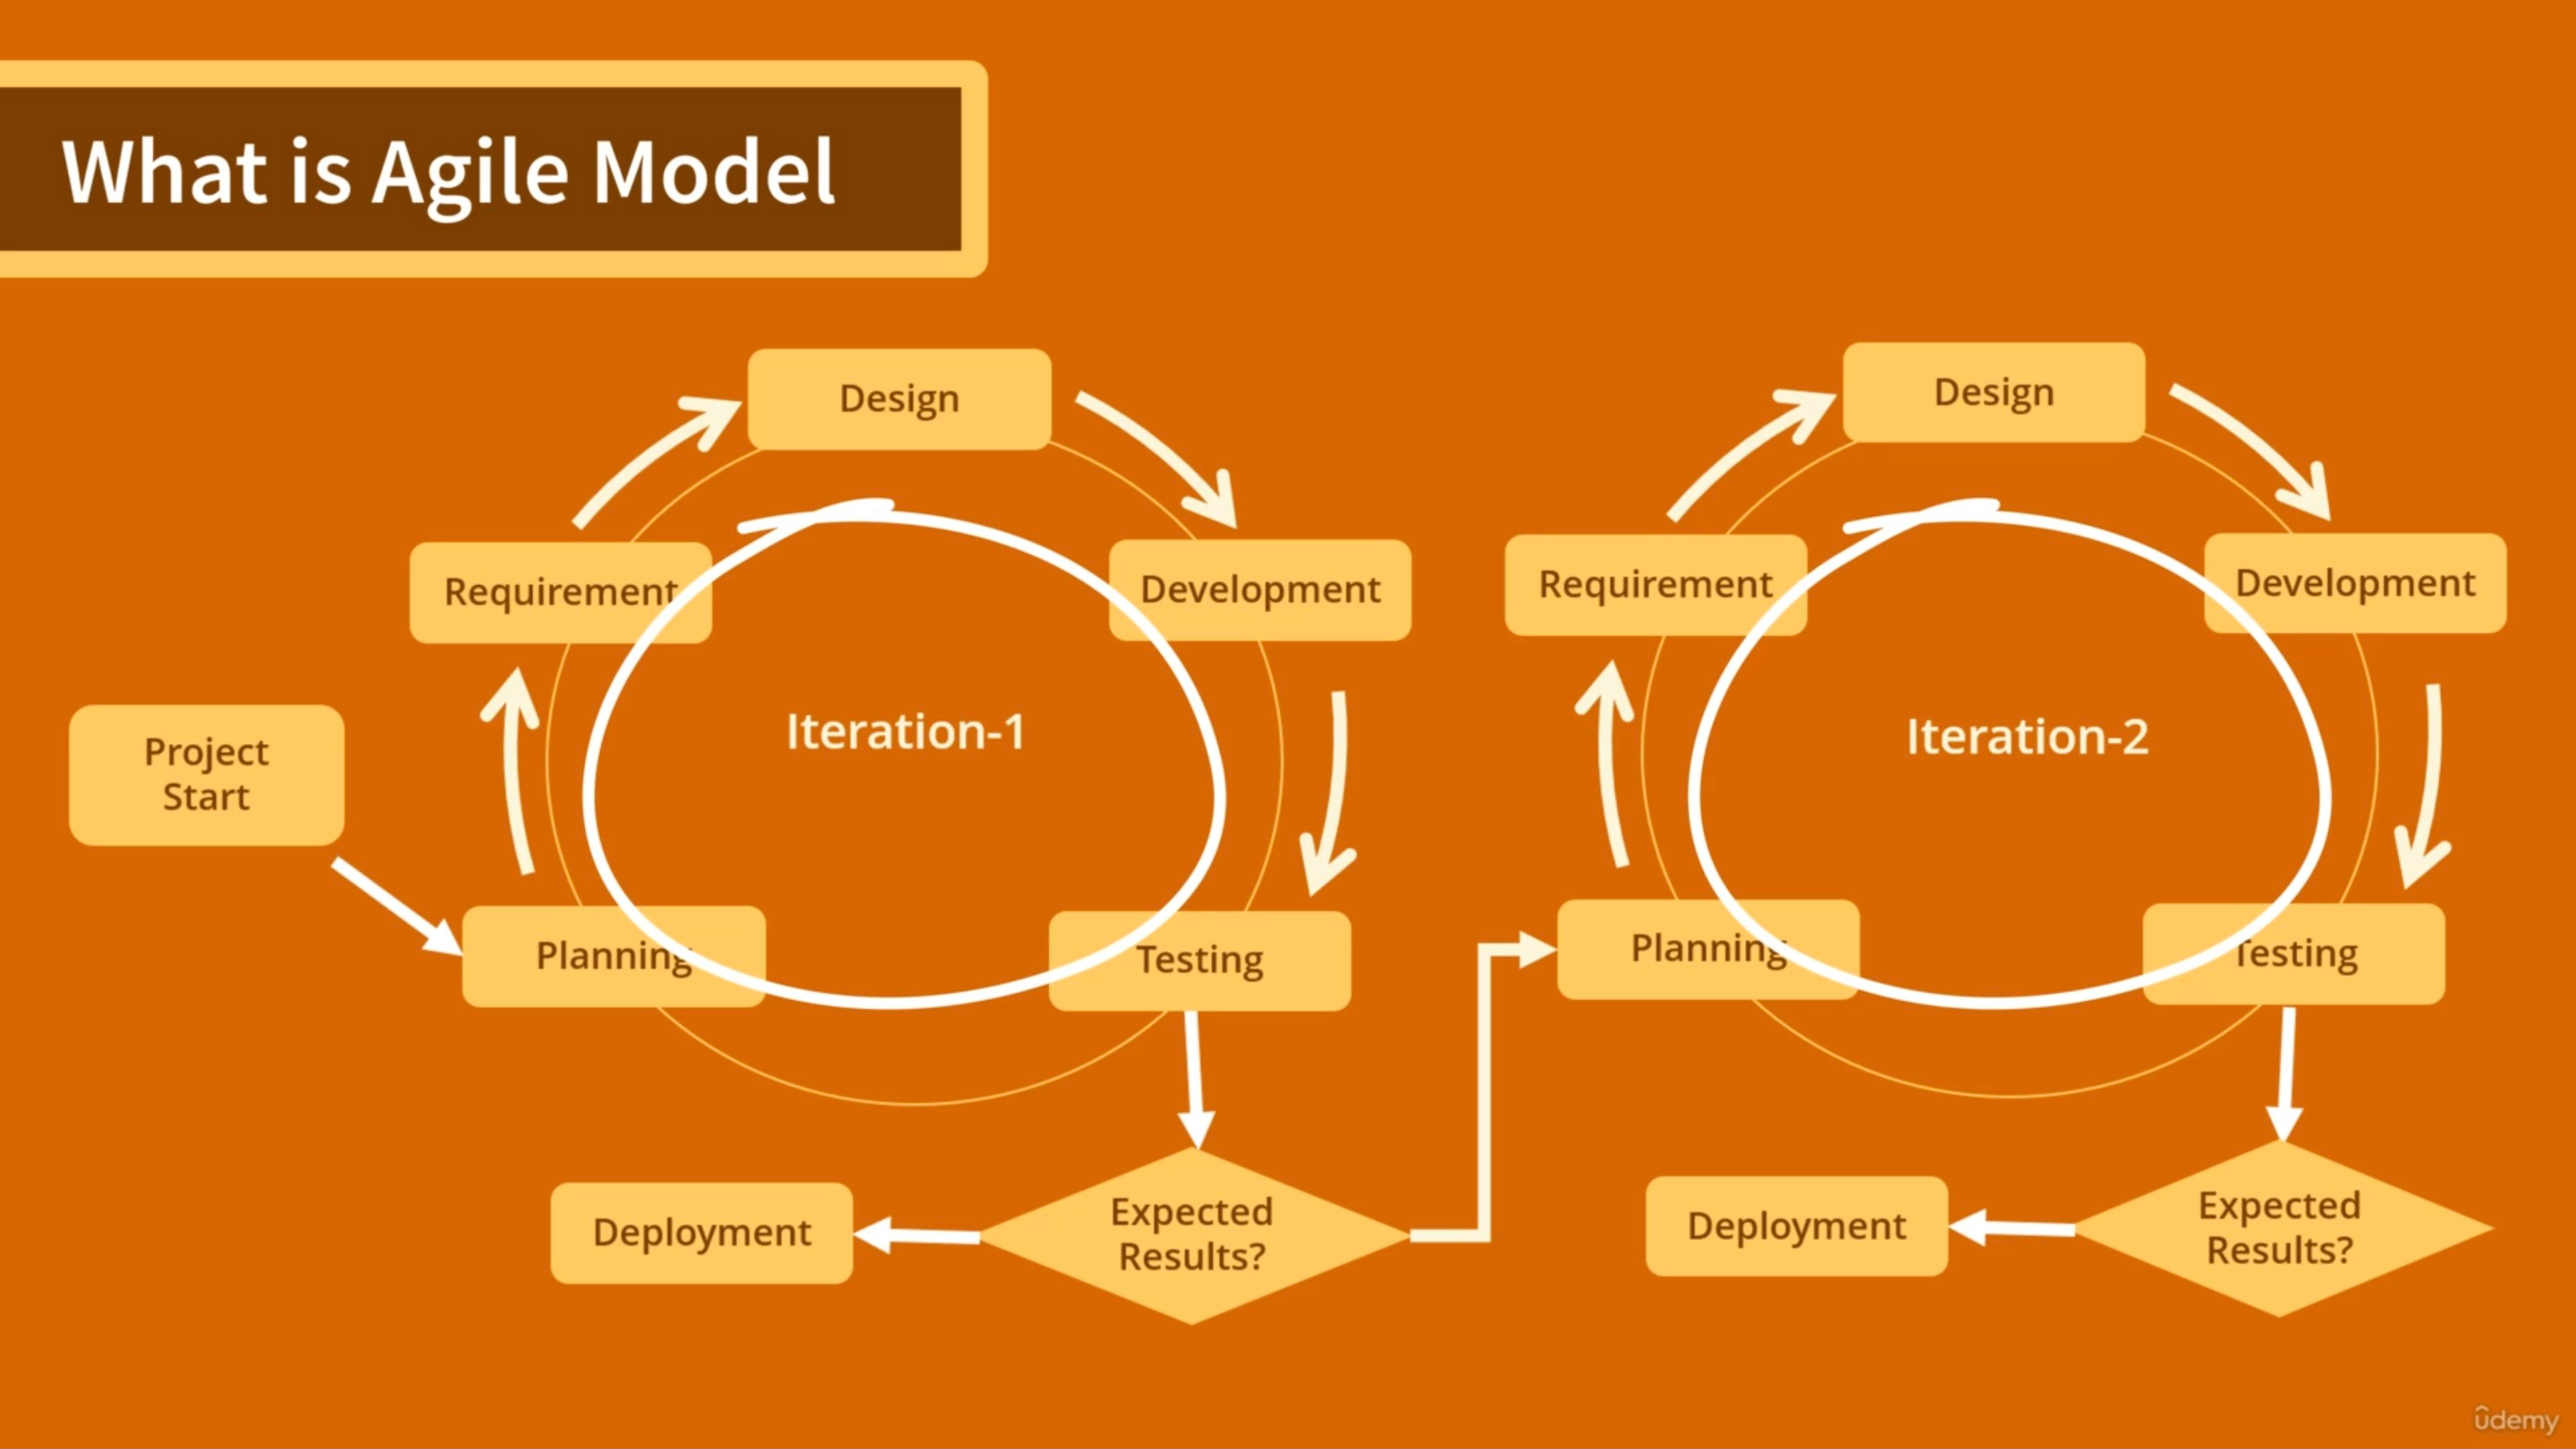 What is Agile Model
Design
Requirement
Development
Iteration-1
Project
Start
Planning
Testing
Deployment
Expected
Results?
Design
Requirement
Development
Iteration-2
Planning
Testing
Deployment
Expected
Results?
ûdemy